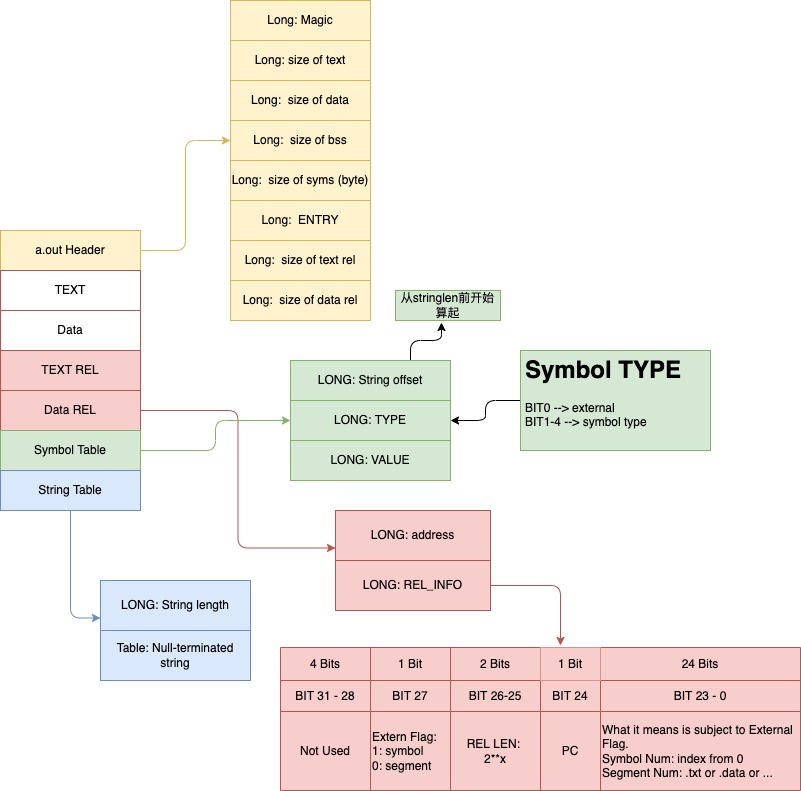 Long: Magic
Long: size of text
Long: size of data
Long: size of bss
Long: size of syms (byte)
Long: ENTRY
Long: size of text rel
Long: size of data rel
a.out Header
TEXT
Data
TEXT REL
Data REL
Symbol Table
String Table
从stringlen前开始
算起
LONG: String offset
LONG: TYPE
LONG: VALUE
Symbol TYPE
BIT0 --> external
BIT1-4 --> symbol type
LONG: address
LONG: REL_INFO
LONG: String length
Table: Null-terminated
string
4 Bits
1 Bit
2 Bits
1 Bit
24 Bits
BIT 31 - 28
BIT 27
BIT 26-25
BIT 24
BIT 23 - 0
Not Used
Extern Flag:
1: symbol
0: segment
REL LEN:
2**x
PC
What it means is subject to External
Flag.
Symbol Num: index from 0
Segment Num: .txt or .data or ...